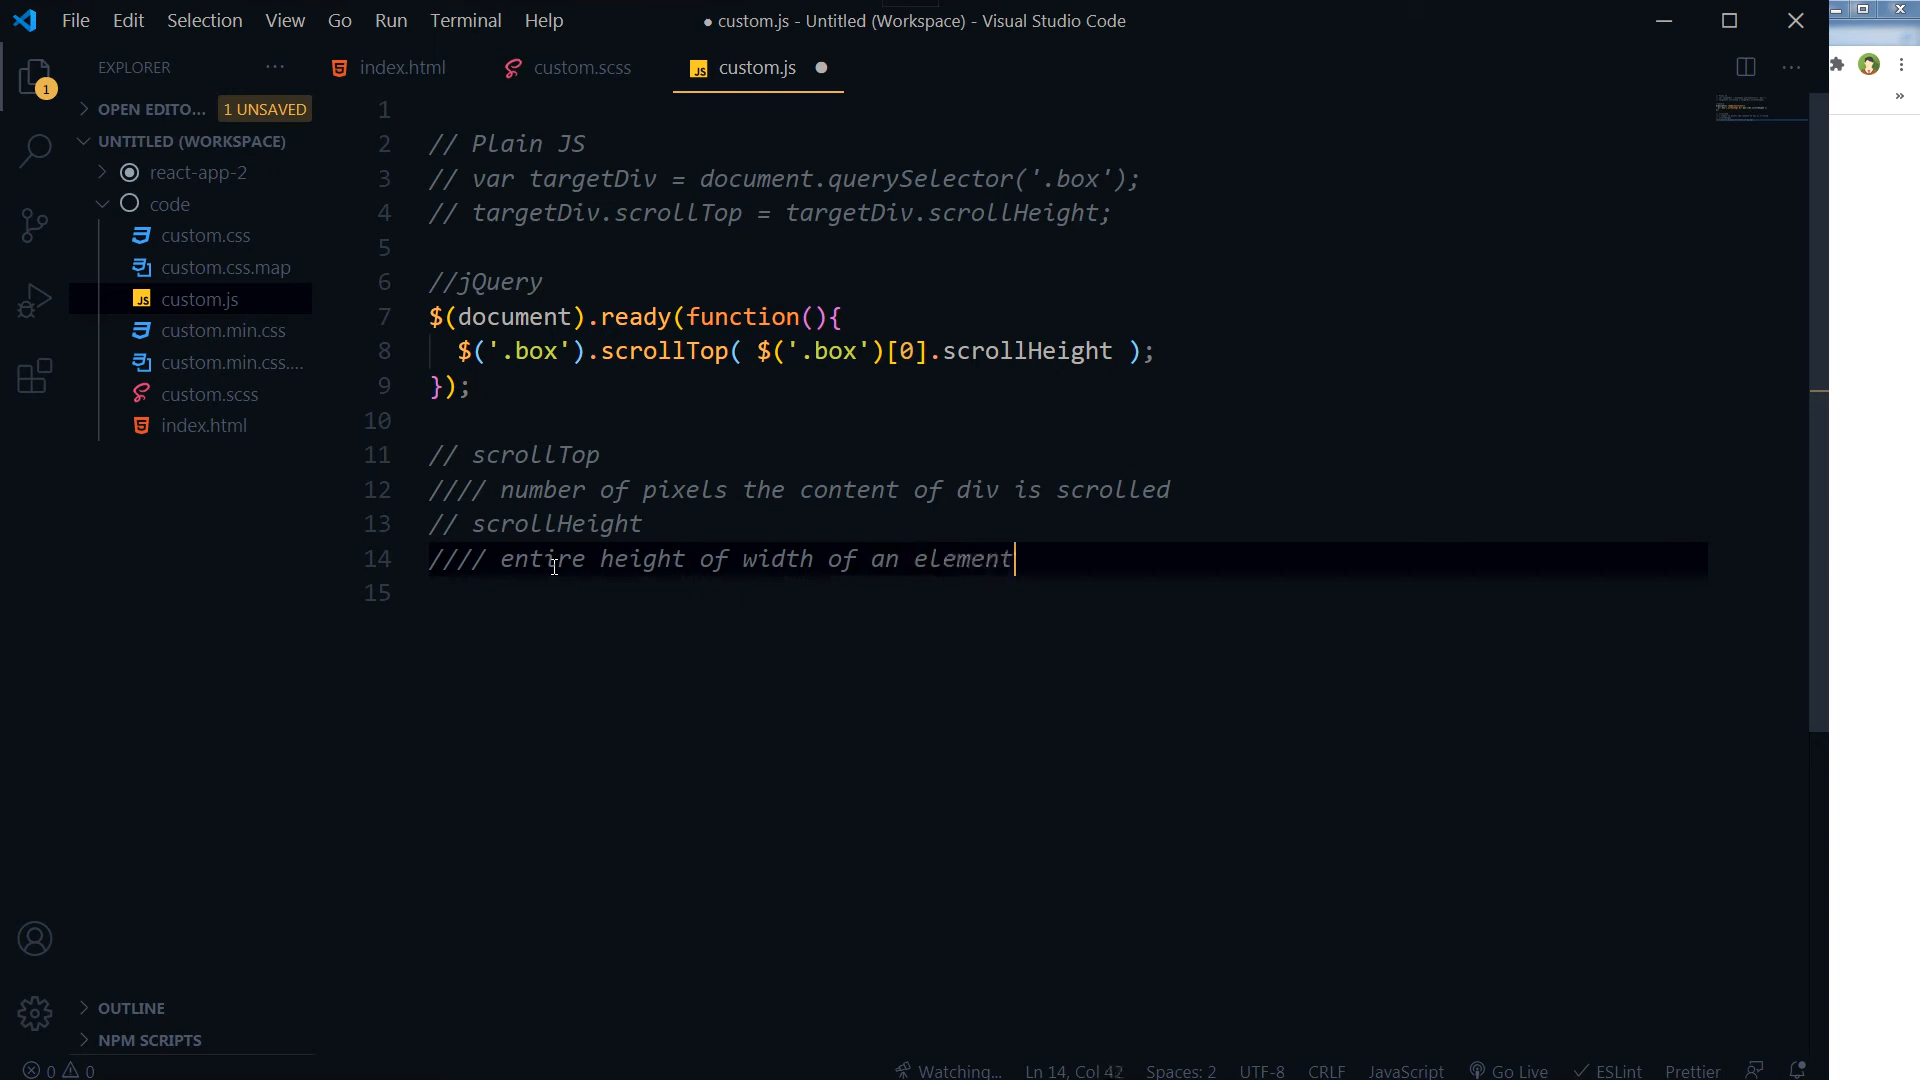 File Edit Selection View Go Run Terminal Help
● custom.js - Untitled (Workspace) - Visual Studio Code
EXPLORER
index.html
custom.scss
JS custom.js
1
OPEN EDITO... 1 UNSAVED
UNTITLED (WORKSPACE)
react-app-2
code
custom.css
custom.css.map
JS custom.js
custom.min.css
custom.min.css....
custom.scss
index.html
OUTLINE
NPM SCRIPTS
1
2 // Plain JS
3 // var targetDiv = document.querySelector('.box');
4 // targetDiv.scrollTop = targetDiv.scrollHeight;
5
6 //jQuery
7 $(document).ready(function(){
8 $('.box').scrollTop( $('.box')[0].scrollHeight );
9 });
10
11 // scrollTop
12 //// number of pixels the content of div is scrolled
13 // scrollHeight
14 //// entire height of width of an element
15
0 0 Watching... Ln 14, Col 42 Spaces: 2 UTF-8 CRLF JavaScript Go Live ESLint Prettier